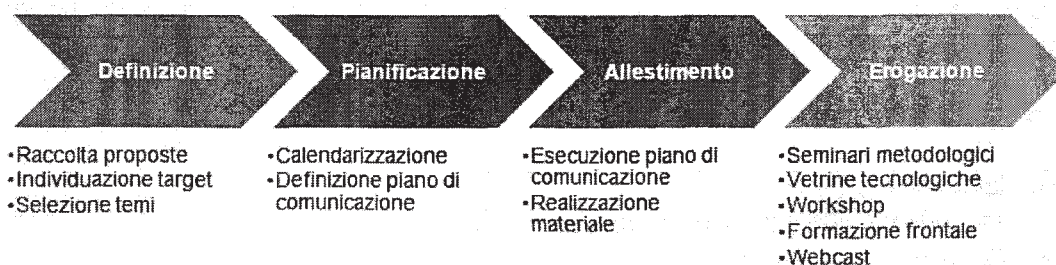 Definizione
•Raccolta proposte
•Individuazione target
•Selezione temi
Pianificazione
•Calendarizzazione
•Definizione piano di
comunicazione
Allestimento
•Esecuzione piano di
comunicazione
•Realizzazione
materiale
Erogazione
•Seminari metodologici
•Vetrine tecnologiche
•Workshop
•Formazione frontale
•Webcast